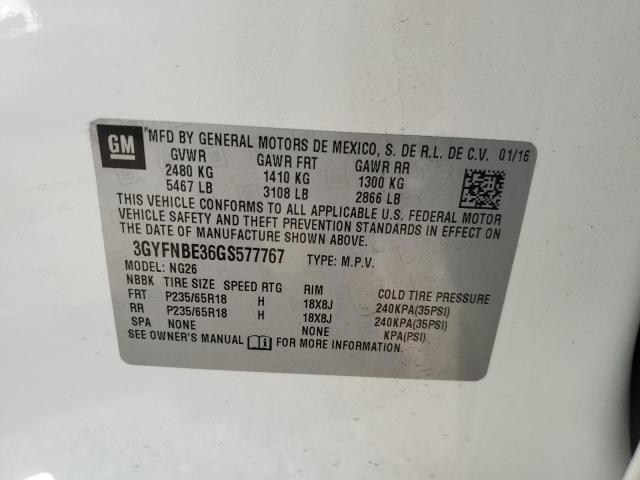 GM ®MFD BY GENERAL MOTORS DE MEXICO, S. DE R.L. DE C.V. 01/16
GVWR GAWR FRT GAWR RR
2480 KG 1410 KG 1300 KG
5467 LB 3108 LB 2866 LB
THIS VEHICLE CONFORMS TO ALL APPLICABLE U.S. FEDERAL MOTOR
VEHICLE SAFETY AND THEFT PREVENTION STANDARDS IN EFFECT ON
THE DATE OF MANUFACTURE SHOWN ABOVE.
3GYFNBE36GS577767 TYPE: M.P.V.
MODEL: NG26
NBBK TIRE SIZE SPEED RTG RIM COLD TIRE PRESSURE
FRT P235/65R18 H 18X8J 240KPA(35PSI)
RR P235/65R18 H 18X8J 240KPA(35PSI)
SPA NONE NONE KPA(PSI)
SEE OWNER'S MANUAL FOR MORE INFORMATION.